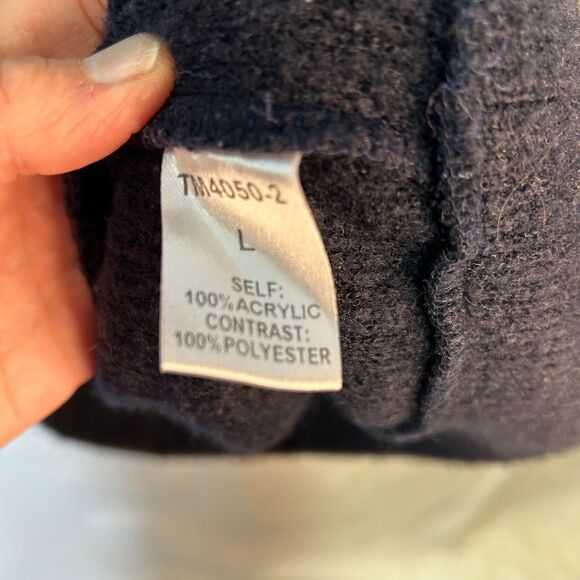 TM4050-2
L
SELF:
100%ACRYLIC
CONTRAST:
100%POLYESTER